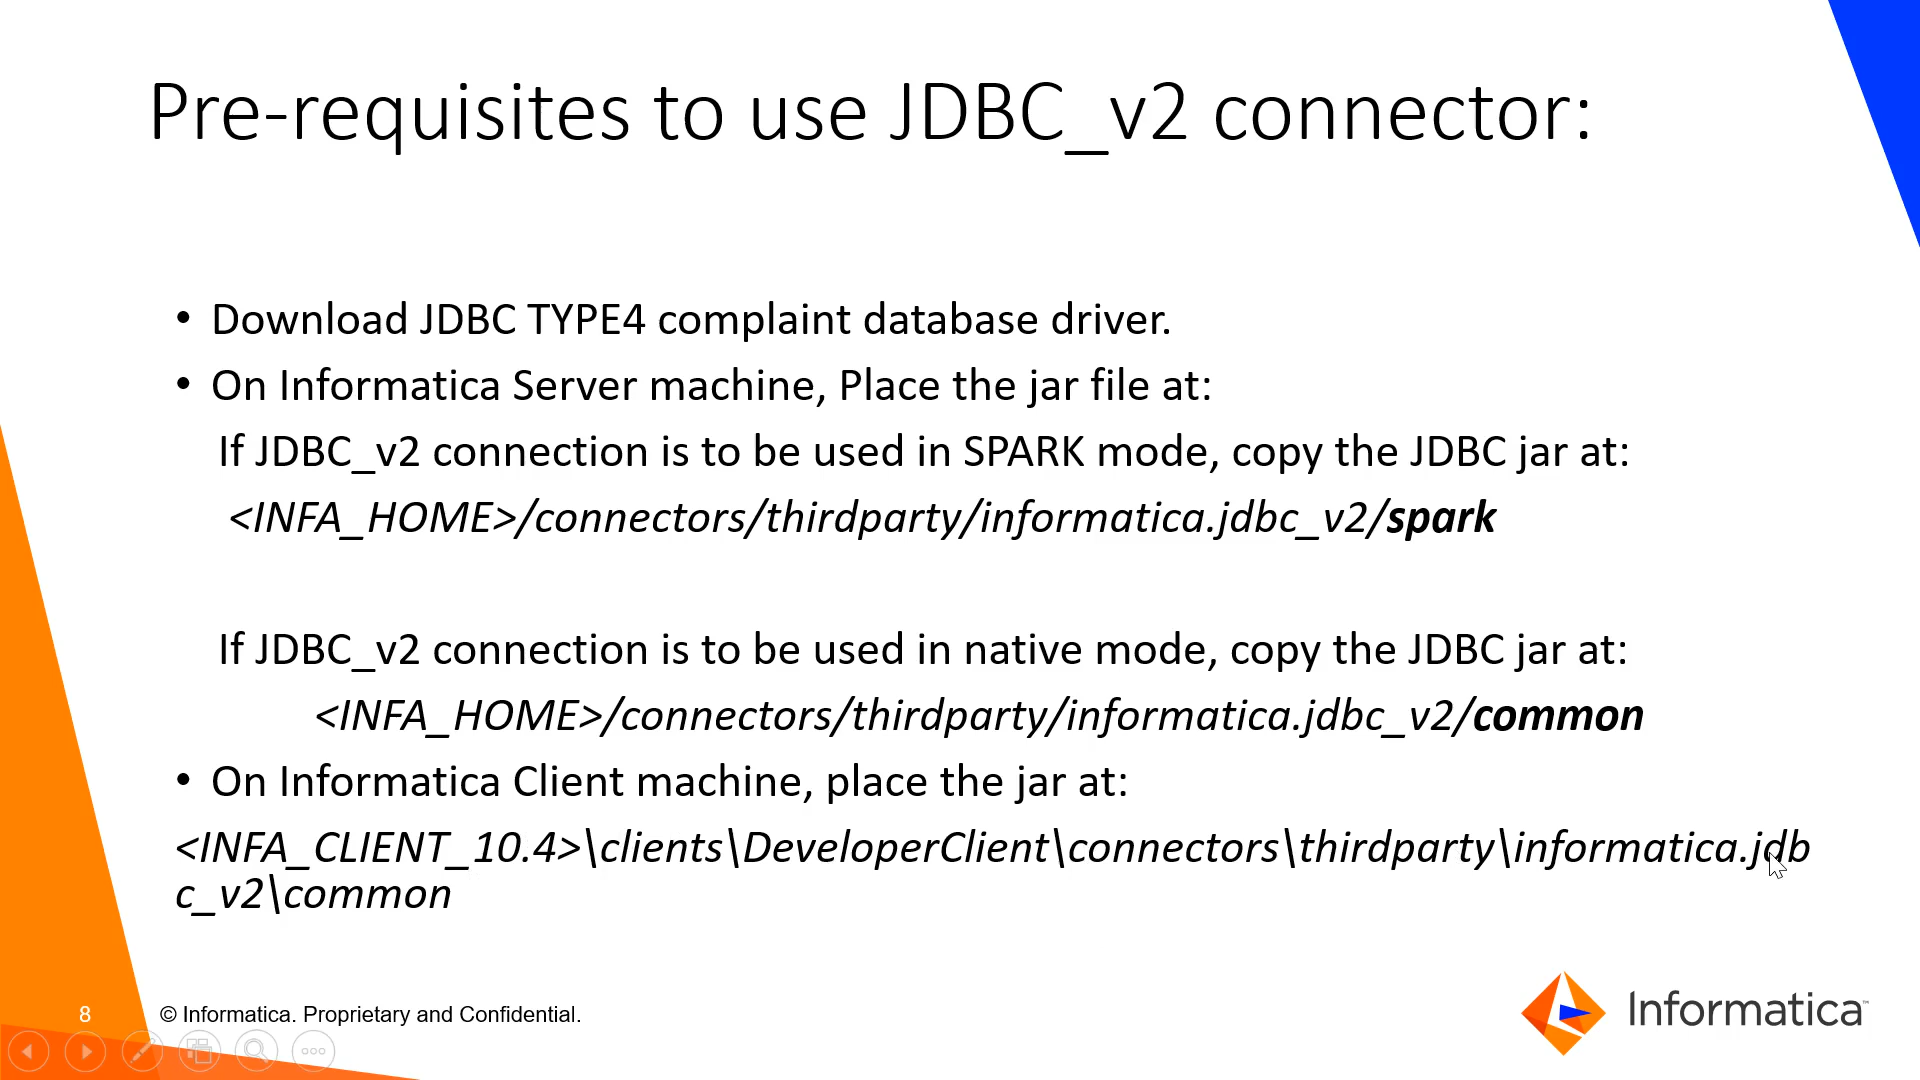 Pre-requisites to use JDBC_v2 connector:
• Download JDBC TYPE4 complaint database driver.
• On Informatica Server machine, Place the jar file at:
If JDBC_v2 connection is to be used in SPARK mode, copy the JDBC jar at:
<INFA_HOME>/connectors/thirdparty/informatica.jdbc_v2/spark
If JDBC_v2 connection is to be used in native mode, copy the JDBC jar at:
<INFA_HOME>/connectors/thirdparty/informatica.jdbc_v2/common
• On Informatica Client machine, place the jar at:
<INFA_CLIENT_10.4>\clients\DeveloperClient\connectors\thirdparty\informatica.jdb
c_v2\common
8
© Informatica. Proprietary and Confidential.
Informatica™